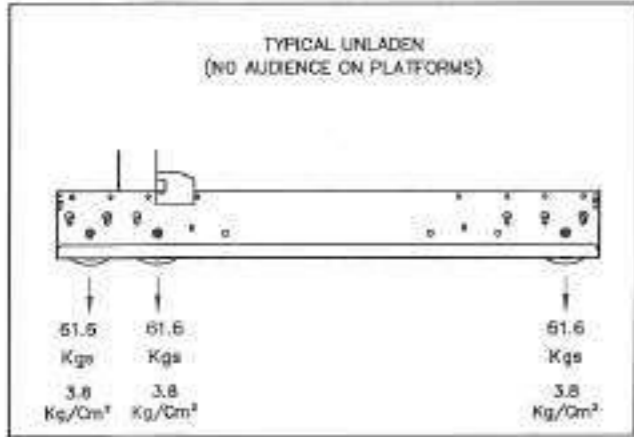 TYPICAL UNLADEN
(NO AUDIENCE ON PLATFORMS)
61.6 61.6 61.6
Kgs Kgs Kgs
3.8 3.8 3.8
Kg/Cm² Kg/Cm² Kg/Cm²